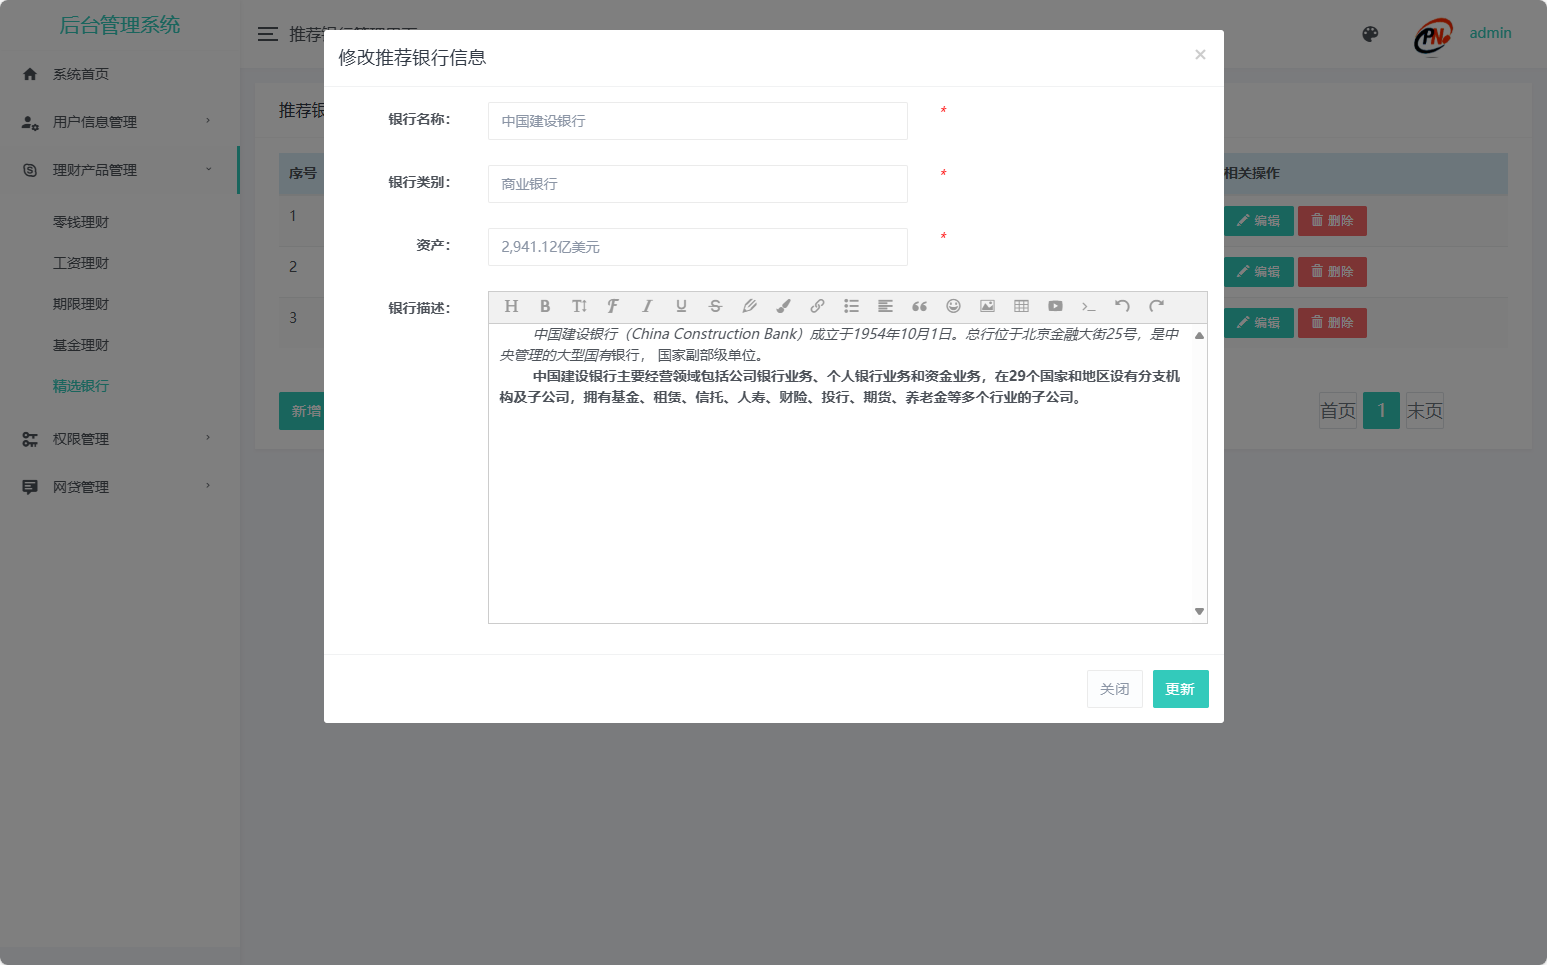 后台管理系统
系统首页
用户信息管理
理财产品管理
零钱理财
工资理财
期限理财
基金理财
精选银行
权限管理
网贷管理
admin
推荐银
序号
相关操作
1
编辑 删除
2
编辑 删除
3
编辑 删除
新增
首页 1 末页
修改推荐银行信息
×
银行名称： 中国建设银行 *
银行类别： 商业银行 *
资产： 2,941.12亿美元 *
银行描述：
中国建设银行（China Construction Bank）成立于1954年10月1日。总行位于北京金融大街25号，是中
央管理的大型国有银行， 国家副部级单位。
中国建设银行主要经营领域包括公司银行业务、个人银行业务和资金业务，在29个国家和地区设有分支机
构及子公司，拥有基金、租赁、信托、人寿、财险、投行、期货、养老金等多个行业的子公司。
关闭 更新